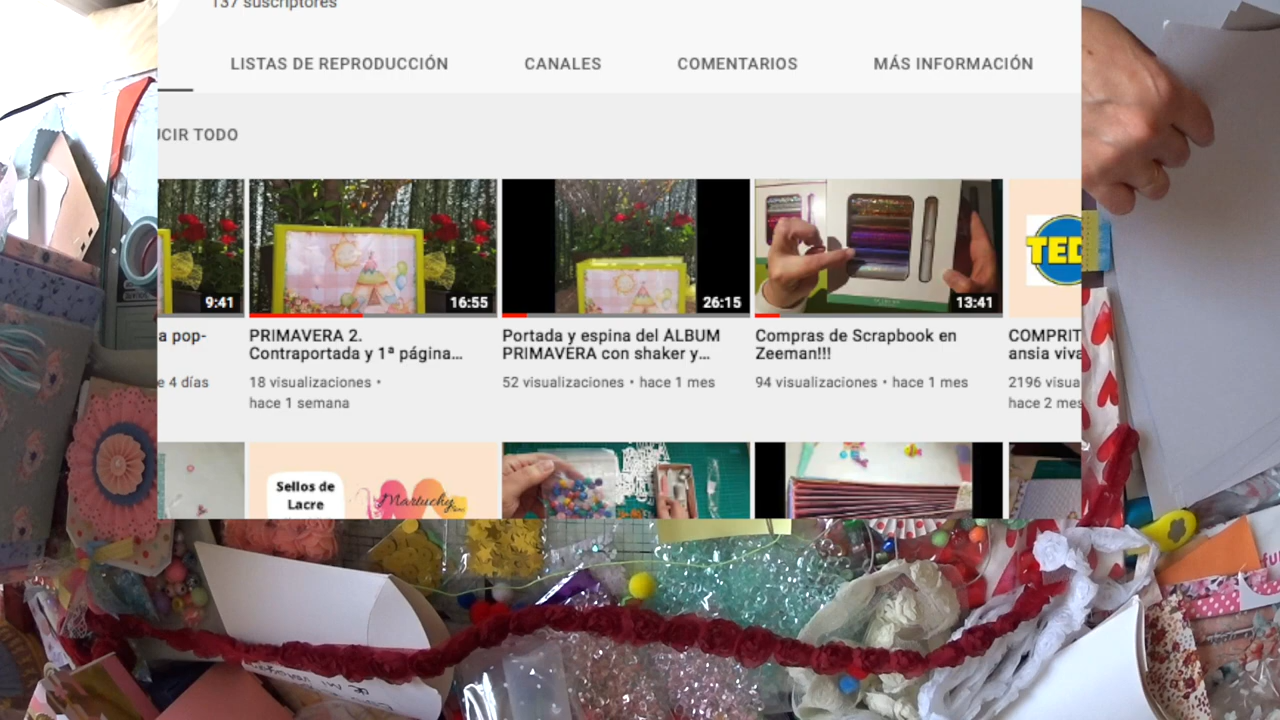 137 suscriptores
LISTAS DE REPRODUCCIÓN CANALES COMENTARIOS MÁS INFORMACIÓN
UCIR TODO
9:41 16:55 26:15 13:41
TED
a pop-
PRIMAVERA 2.
Contraportada y 1ª página...
Portada y espina del ÁLBUM
PRIMAVERA con shaker y...
Compras de Scrapbook en
Zeeman!!!
COMPRIT
ansia viva
e 4 días
18 visualizaciones •
hace 1 semana
52 visualizaciones • hace 1 mes
94 visualizaciones • hace 1 mes
2196 visua
hace 2 mes
Sellos de
Lacre
Martuchy